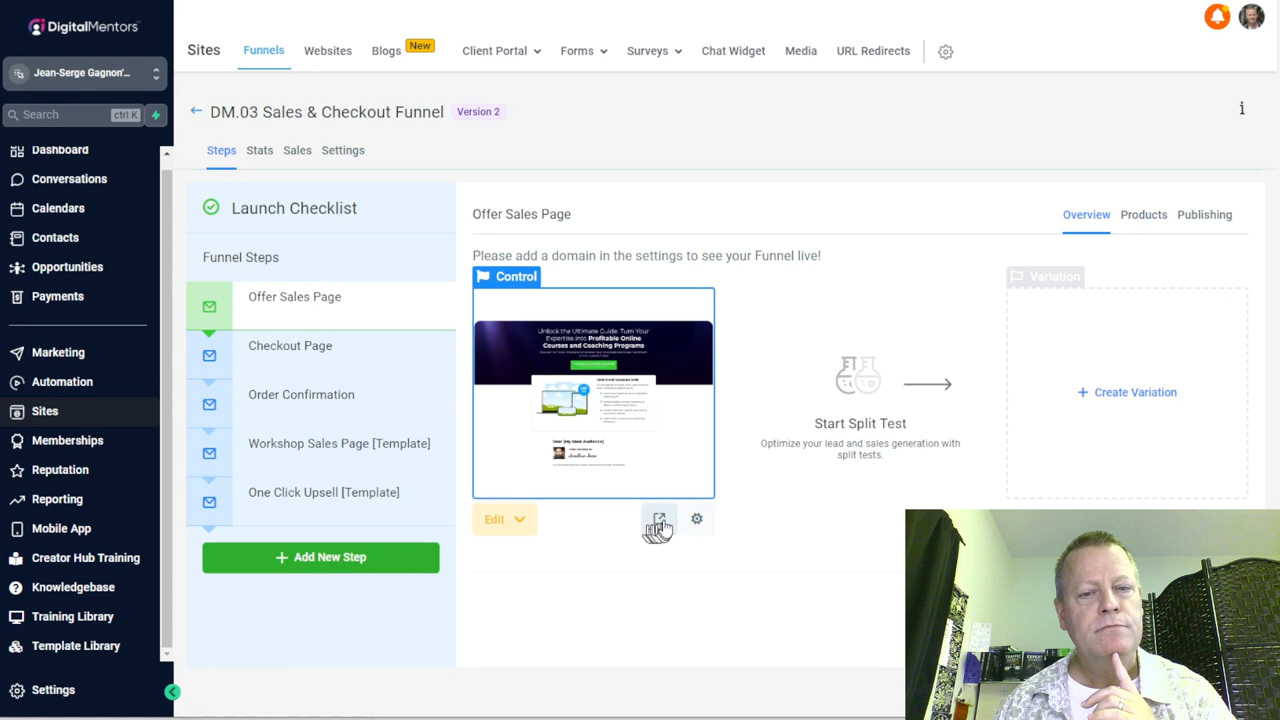 DigitalMentors
Jean-Serge Gagnon'...
Search
ctrl K
Dashboard
Conversations
Calendars
Contacts
Opportunities
Payments
Marketing
Automation
Sites
Memberships
Reputation
Reporting
Mobile App
Creator Hub Training
Knowledgebase
Training Library
Template Library
Settings
Sites
Funnels
Websites
Blogs
New
Client Portal
Forms
Surveys
Chat Widget
Media
URL Redirects
DM.03 Sales & Checkout Funnel
Version 2
i
Steps
Stats
Sales
Settings
Launch Checklist
Funnel Steps
Offer Sales Page
Checkout Page
Order Confirmation
Workshop Sales Page [Template]
One Click Upsell [Template]
+ Add New Step
Offer Sales Page
Overview
Products
Publishing
Please add a domain in the settings to see your Funnel live!
Control
Unlock the Ultimate Guide: Turn Your
Expertise into Profitable Online
Courses and Coaching Programs
Dear [My Ideal Audience]
Edit
Start Split Test
Optimize your lead and sales generation with
split tests.
Variation
+ Create Variation
TRAFFIC
EXPERT